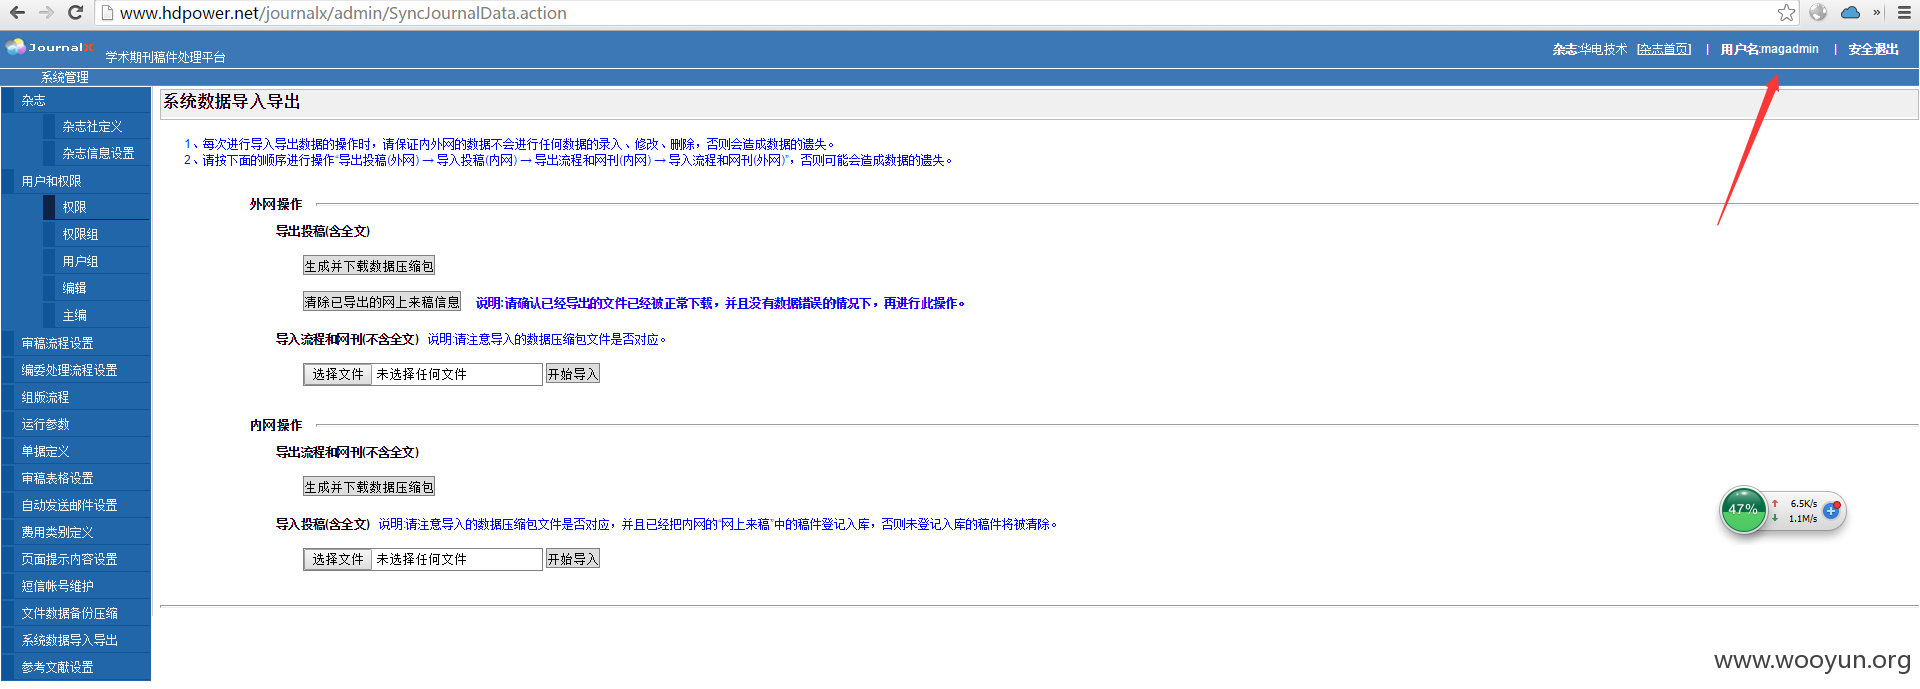 www.hdpower.net/journalx/admin/SyncJournalData.action
JournalX 学术期刊稿件处理平台
杂志:华电技术 [杂志首页] | 用户名:magadmin | 安全退出
系统管理
杂志
杂志社定义
杂志信息设置
用户和权限
权限
权限组
用户组
编辑
主编
审稿流程设置
编委处理流程设置
组版流程
运行参数
单据定义
审稿表格设置
自动发送邮件设置
费用类别定义
页面提示内容设置
短信帐号维护
文件数据备份压缩
系统数据导入导出
参考文献设置
系统数据导入导出
1、每次进行导入导出数据的操作时，请保证内外网的数据不会进行任何数据的录入、修改、删除，否则会造成数据的遗失。
2、请按下面的顺序进行操作“导出投稿(外网)→导入投稿(内网)→导出流程和网刊(内网)→导入流程和网刊(外网)”，否则可能会造成数据的遗失。
外网操作
导出投稿(含全文)
生成并下载数据压缩包
清除已导出的网上来稿信息 说明:请确认已经导出的文件已经被正常下载，并且没有数据错误的情况下，再进行此操作。
导入流程和网刊(不含全文) 说明:请注意导入的数据压缩包文件是否对应。
选择文件 未选择任何文件 开始导入
内网操作
导出流程和网刊(不含全文)
生成并下载数据压缩包
导入投稿(含全文) 说明:请注意导入的数据压缩包文件是否对应，并且已经把内网的“网上来稿”中的稿件登记入库，否则未登记入库的稿件将被清除。
选择文件 未选择任何文件 开始导入
47% ↑ 6.5K/s
↓ 1.1M/s
www.wooyun.org